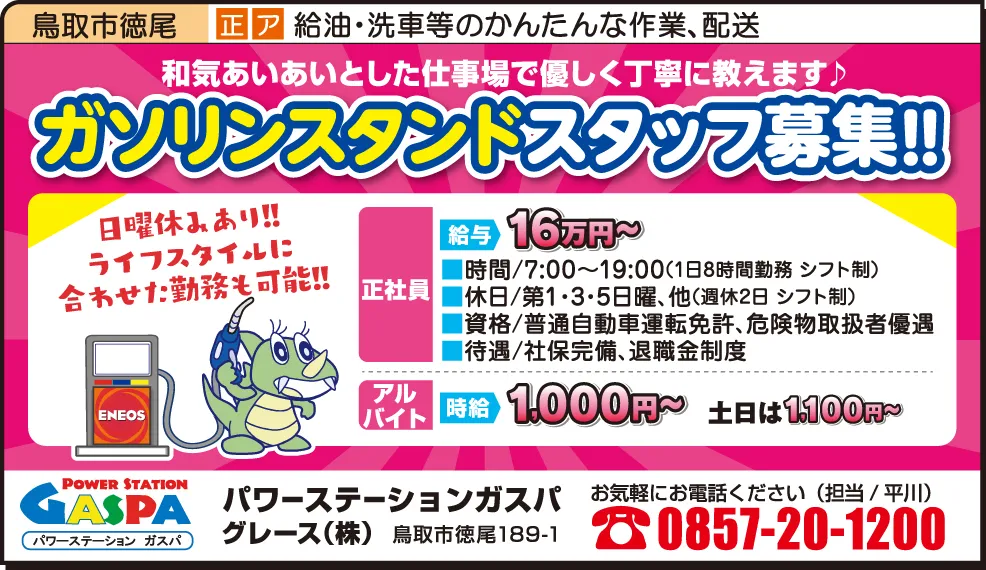 鳥取市徳尾 正 ア 給油・洗車等のかんたんな作業、配送
和気あいあいとした仕事場で優しく丁寧に教えます♪
ガソリンスタンドスタッフ募集!!
日曜休みあり!!
ライフスタイルに
合わせた勤務も可能!!
ENEOS
正社員
給与 16万円〜
■時間/7:00〜19:00(1日8時間勤務 シフト制)
■休日/第1・3・5日曜、他(週休2日 シフト制)
■資格/普通自動車運転免許、危険物取扱者優遇
■待遇/社保完備、退職金制度
アル
バイト
時給 1,000円〜 土日は1,100円〜
POWER STATION
GASPA
パワーステーション ガスパ
パワーステーションガスパ
グレース(株) 鳥取市徳尾189-1
お気軽にお電話ください(担当/平川)
☎0857-20-1200